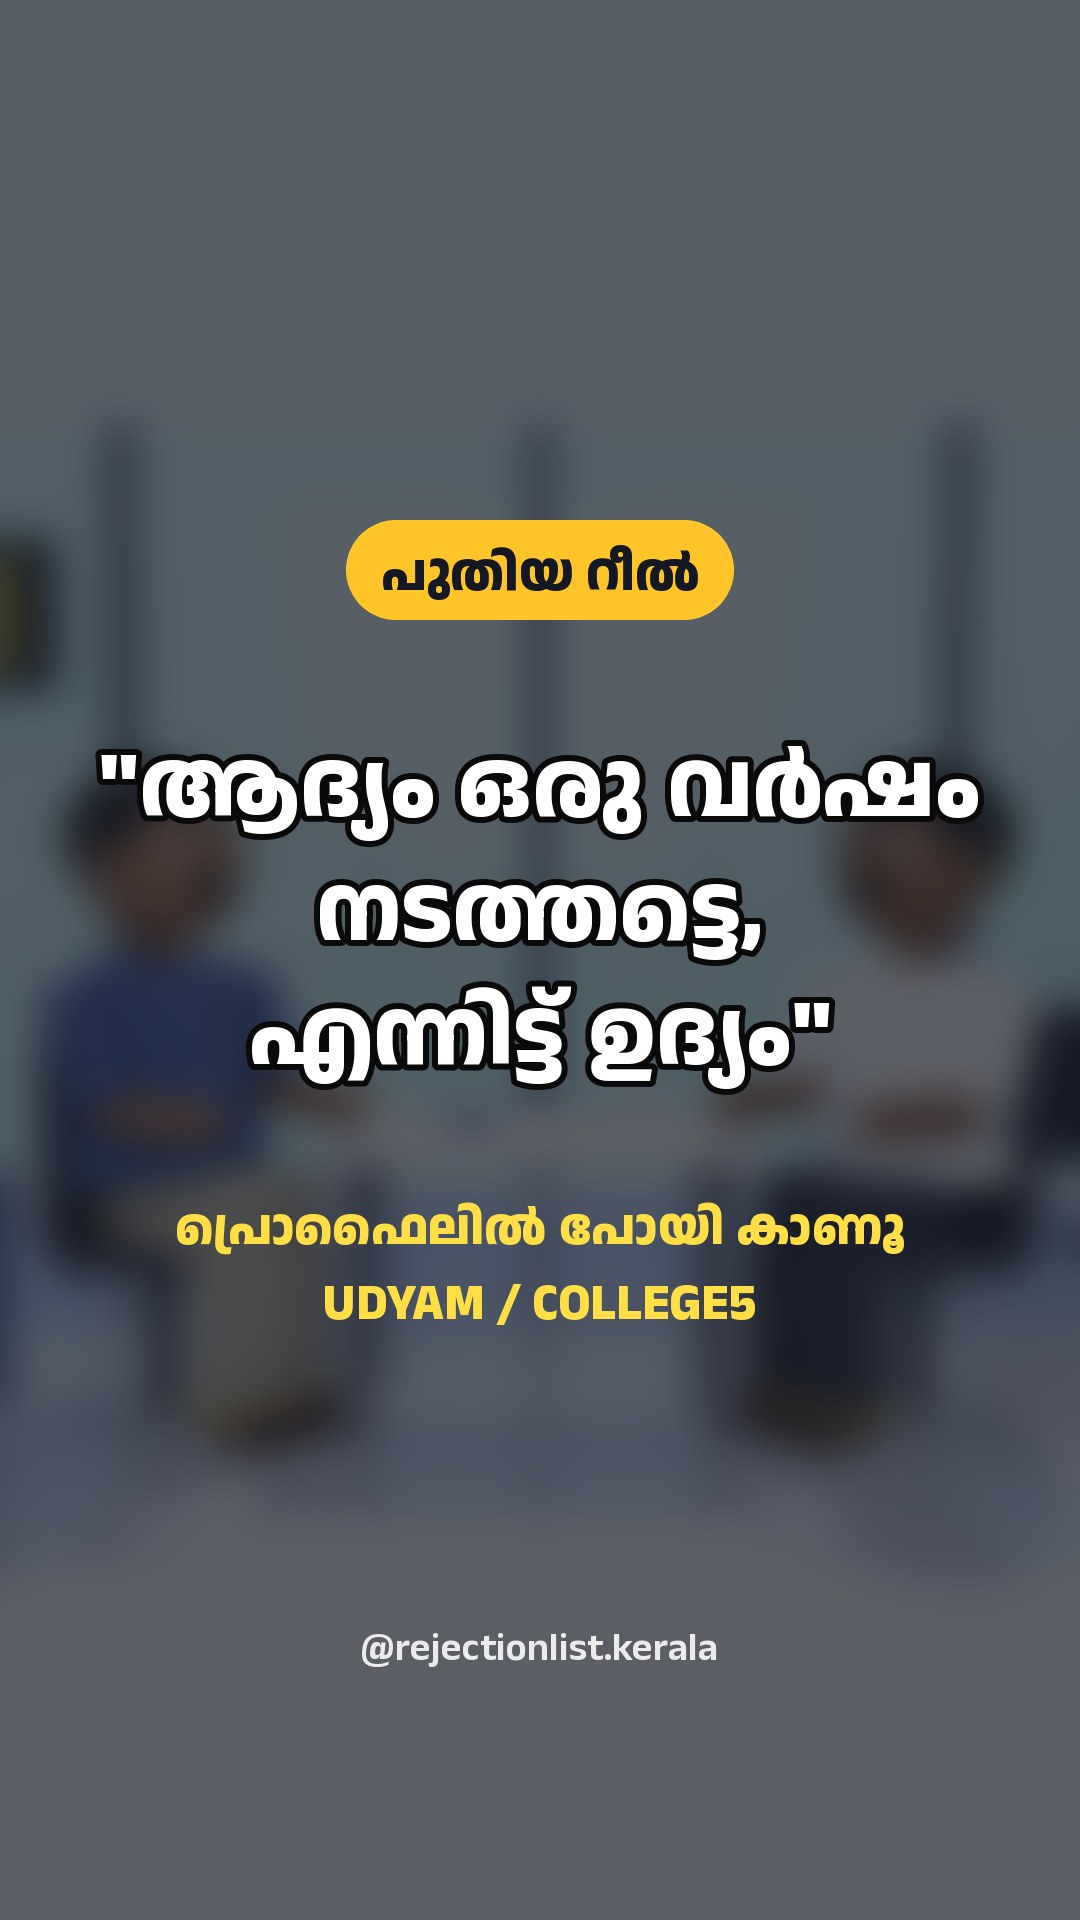 പുതിയ റീൽ
"ആദ്യം ഒരു വർഷം
നടത്തട്ടെ,
എന്നിട്ട് ഉദ്യം"
പ്രൊഫൈലിൽ പോയി കാണൂ
UDYAM / COLLEGE5
@rejectionlist.kerala